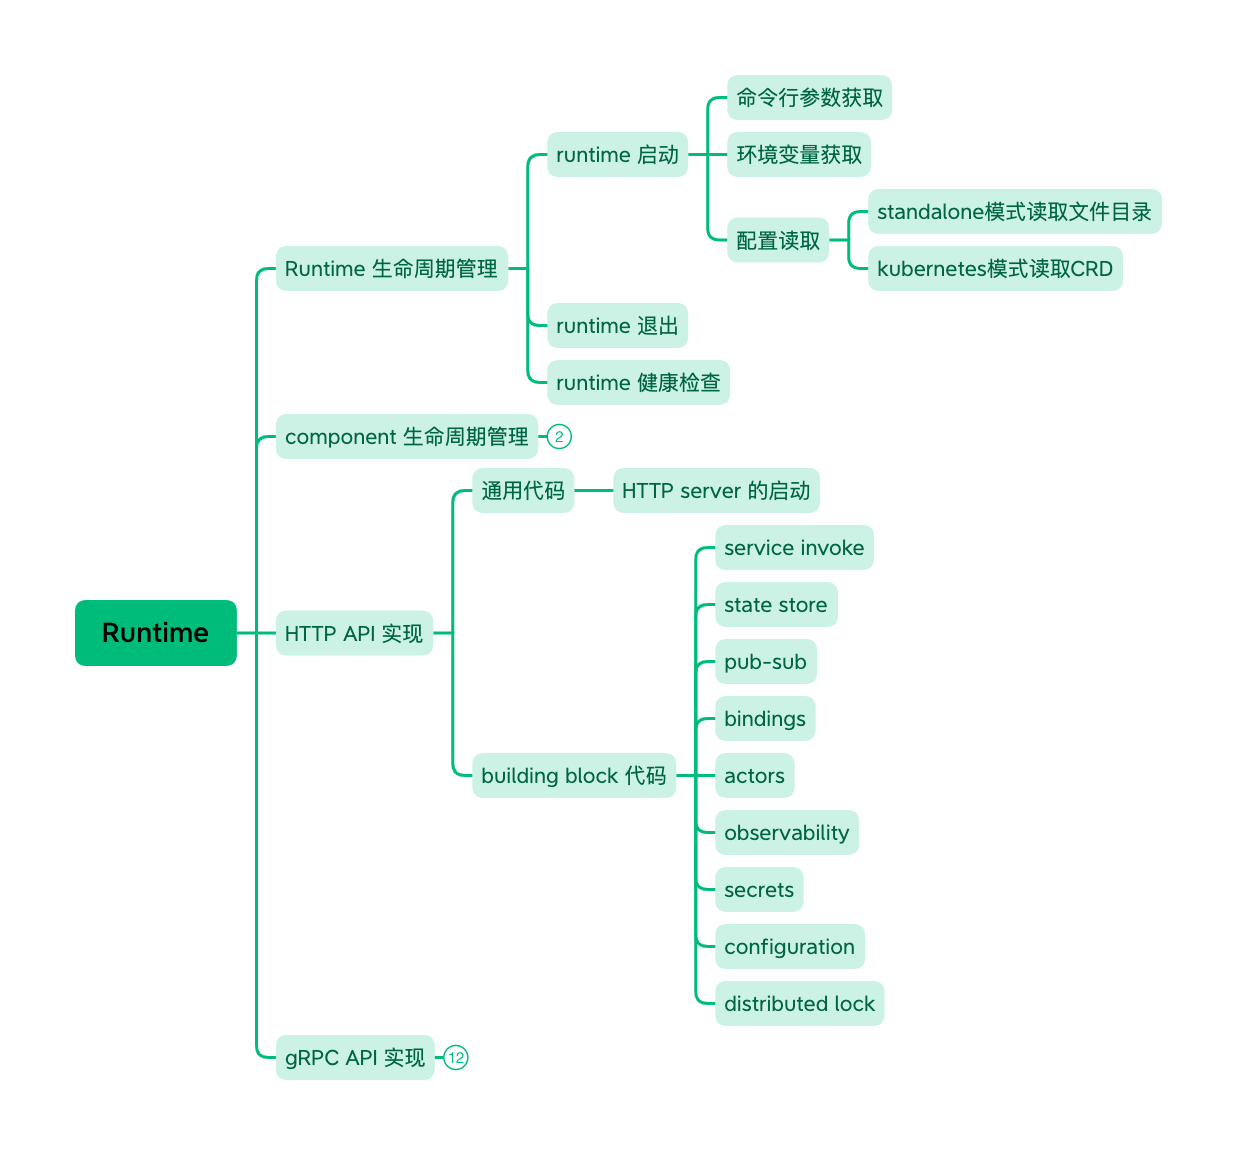 Runtime
Runtime 生命周期管理
runtime 启动
命令行参数获取
环境变量获取
配置读取
standalone模式读取文件目录
kubernetes模式读取CRD
runtime 退出
runtime 健康检查
component 生命周期管理
2
HTTP API 实现
通用代码
HTTP server 的启动
building block 代码
service invoke
state store
pub-sub
bindings
actors
observability
secrets
configuration
distributed lock
gRPC API 实现
12